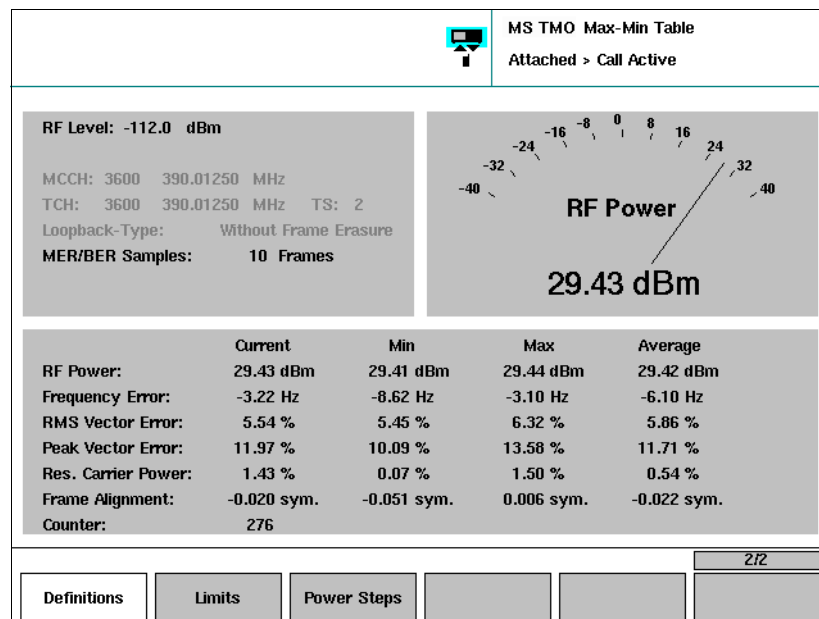 MS TMO Max-Min Table
Attached > Call Active
RF Level: -112.0 dBm
MCCH: 3600 390.01250 MHz
TCH: 3600 390.01250 MHz TS: 2
Loopback-Type: Without Frame Erasure
MER/BER Samples: 10 Frames
-40 -32 -24 -16 -8 0 8 16 24 32 40
RF Power
29.43 dBm
Current Min Max Average
RF Power: 29.43 dBm 29.41 dBm 29.44 dBm 29.42 dBm
Frequency Error: -3.22 Hz -8.62 Hz -3.10 Hz -6.10 Hz
RMS Vector Error: 5.54 % 5.45 % 6.32 % 5.86 %
Peak Vector Error: 11.97 % 10.09 % 13.58 % 11.71 %
Res. Carrier Power: 1.43 % 0.07 % 1.50 % 0.54 %
Frame Alignment: -0.020 sym. -0.051 sym. 0.006 sym. -0.022 sym.
Counter: 276
2/2
Definitions Limits Power Steps